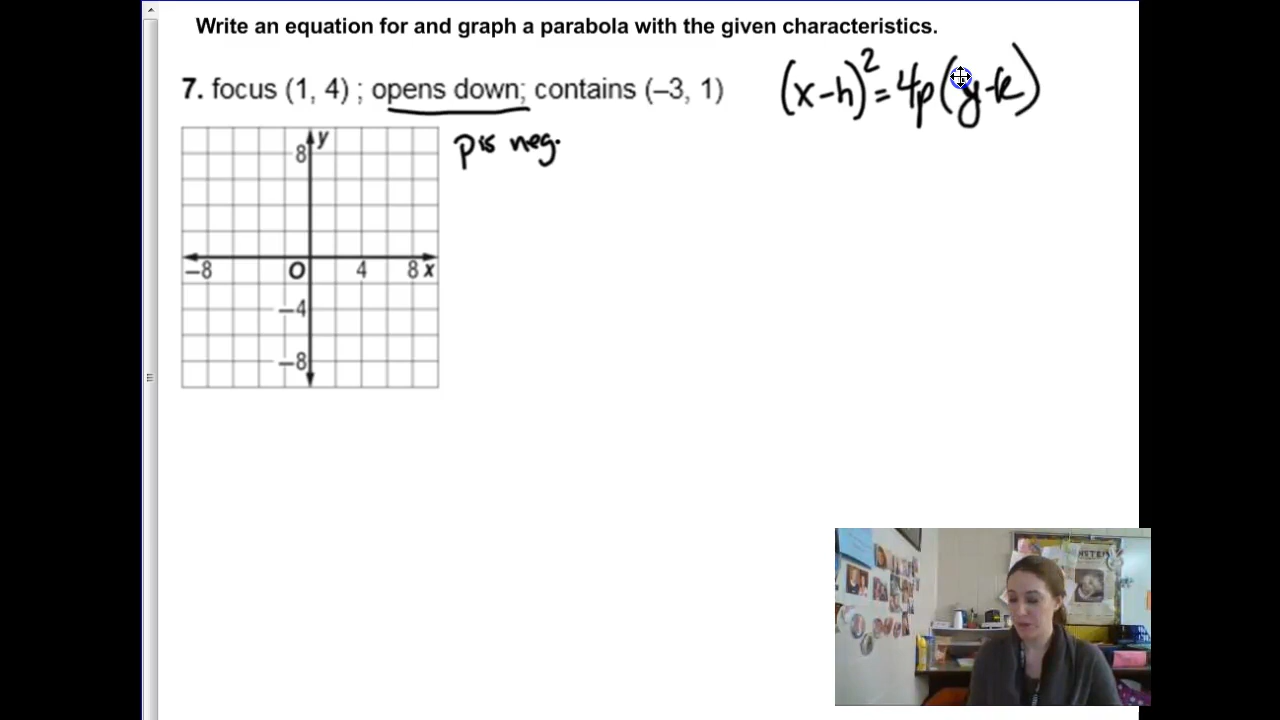 Write an equation for and graph a parabola with the given characteristics.
7. focus (1, 4) ; opens down; contains (–3, 1)
(x-h)²=4p(y-k)
p is neg.
y
8
–8 O 4 8 x
–4
–8
EINSTEIN